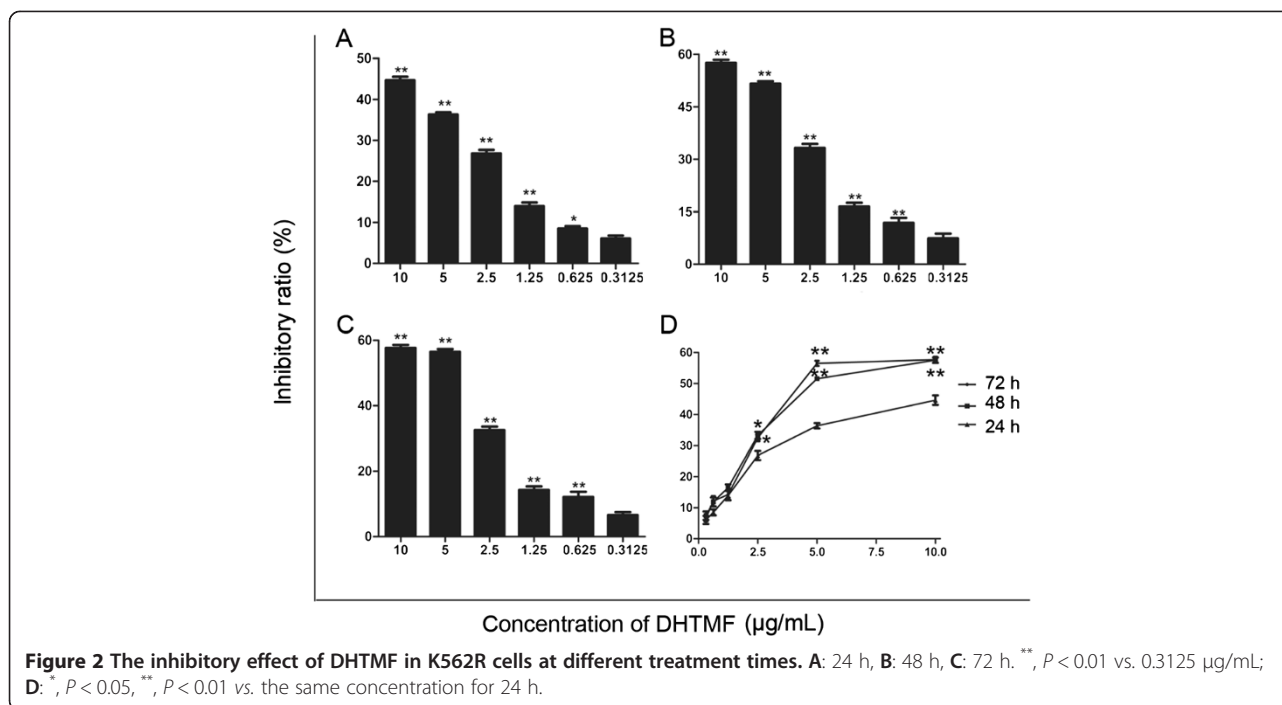 A
50
40
30
20
10
0
** ** ** ** *
10 5 2.5 1.25 0.625 0.3125
B
60
45
30
15
0
** ** ** ** **
10 5 2.5 1.25 0.625 0.3125
C
60
40
20
0
** ** ** ** **
10 5 2.5 1.25 0.625 0.3125
D
60
50
40
30
20
10
0
* * ** ** ** **
0.0 2.5 5.0 7.5 10.0
72 h
48 h
24 h
Inhibitory ratio (%)
Concentration of DHTMF (µg/mL)
Figure 2 The inhibitory effect of DHTMF in K562R cells at different treatment times. A: 24 h, B: 48 h, C: 72 h. **, P < 0.01 vs. 0.3125 µg/mL;
D: *, P < 0.05, **, P < 0.01 vs. the same concentration for 24 h.